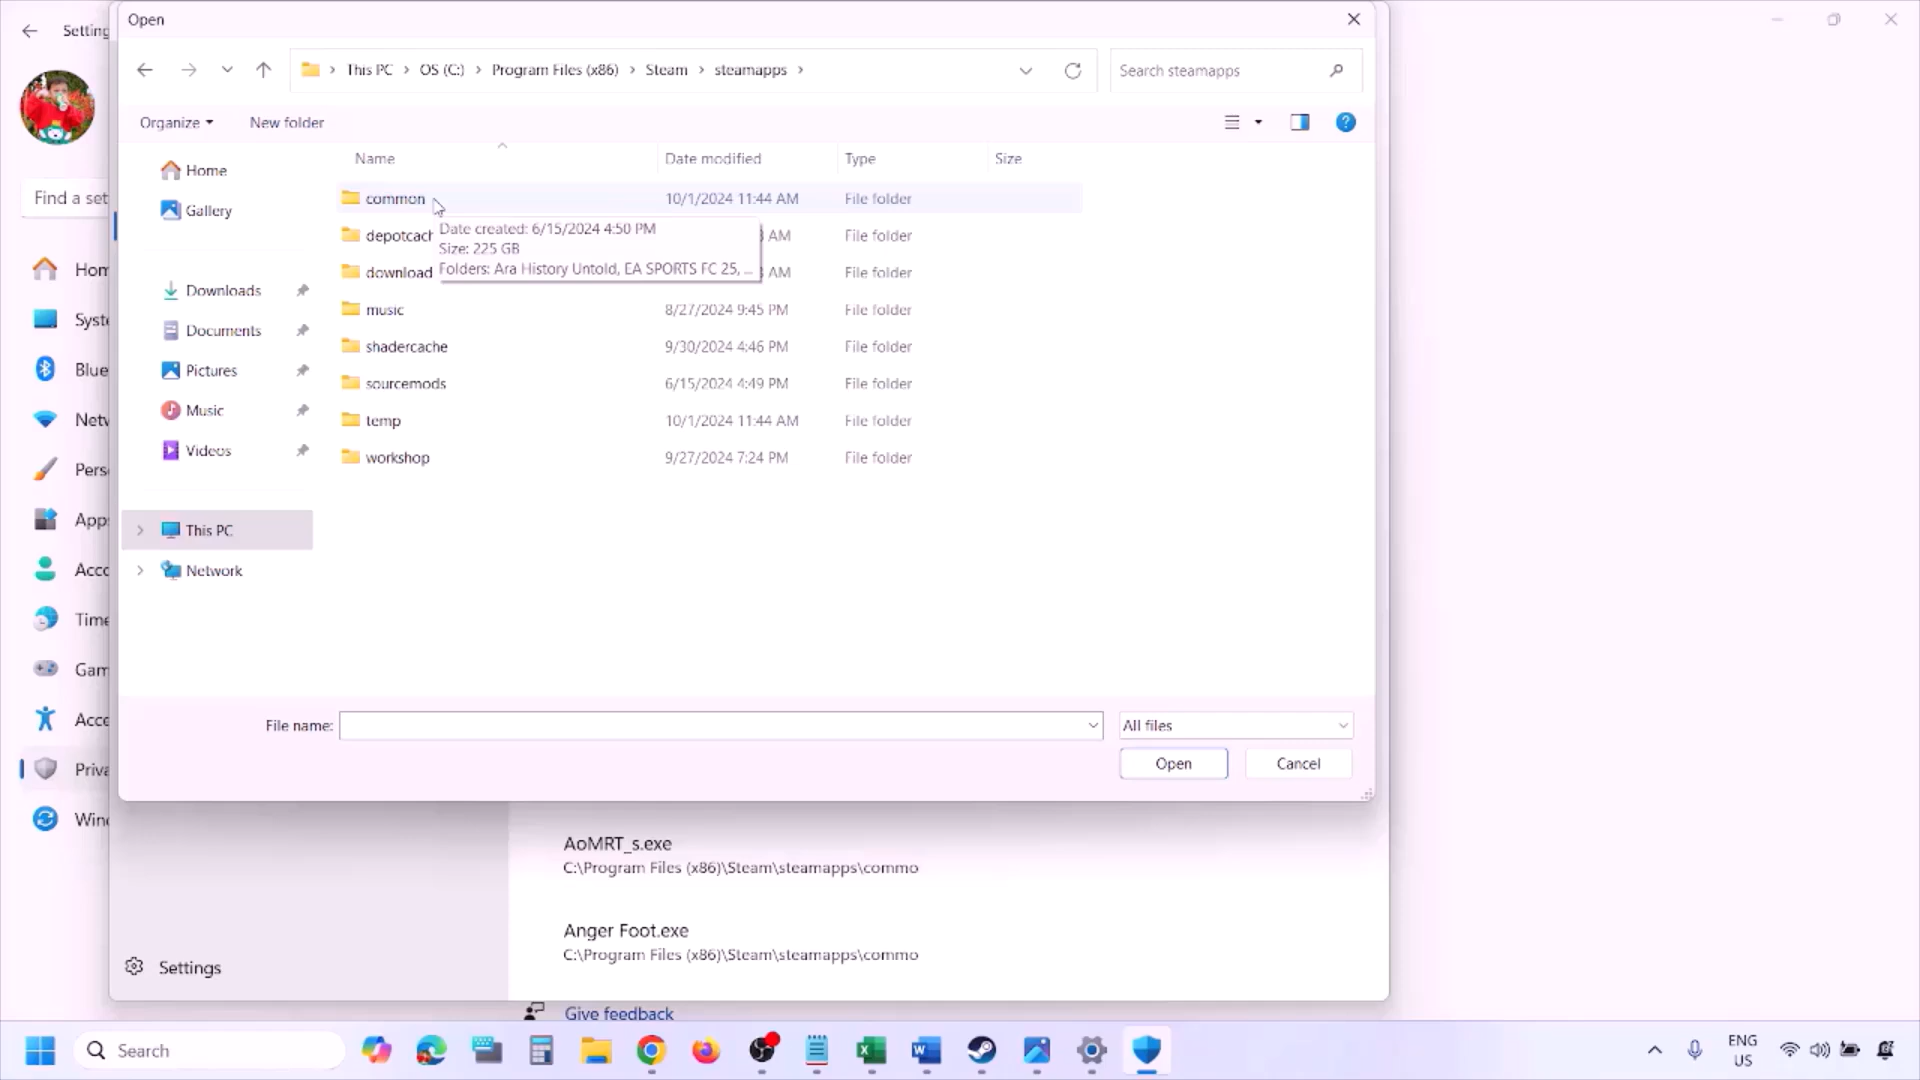 Setting
Open
This PC > OS (C:) > Program Files (x86) > Steam > steamapps >
Search steamapps
Organize
New folder
Name
Date modified
Type
Size
Find a set
Home
Gallery
Downloads
Documents
Pictures
Music
Videos
This PC
Network
common 10/1/2024 11:44 AM File folder
depotcach AM File folder
download AM File folder
music 8/27/2024 9:45 PM File folder
shadercache 9/30/2024 4:46 PM File folder
sourcemods 6/15/2024 4:49 PM File folder
temp 10/1/2024 11:44 AM File folder
workshop 9/27/2024 7:24 PM File folder
Date created: 6/15/2024 4:50 PM
Size: 225 GB
Folders: Ara History Untold, EA SPORTS FC 25, ...
Hom
Syste
Blue
Netw
Perso
Apps
Acco
Time
Gam
Acce
Priva
Wind
File name:
All files
Open
Cancel
AoMRT_s.exe
C:\Program Files (x86)\Steam\steamapps\commo
Anger Foot.exe
C:\Program Files (x86)\Steam\steamapps\commo
Settings
Give feedback
Search
ENG
US